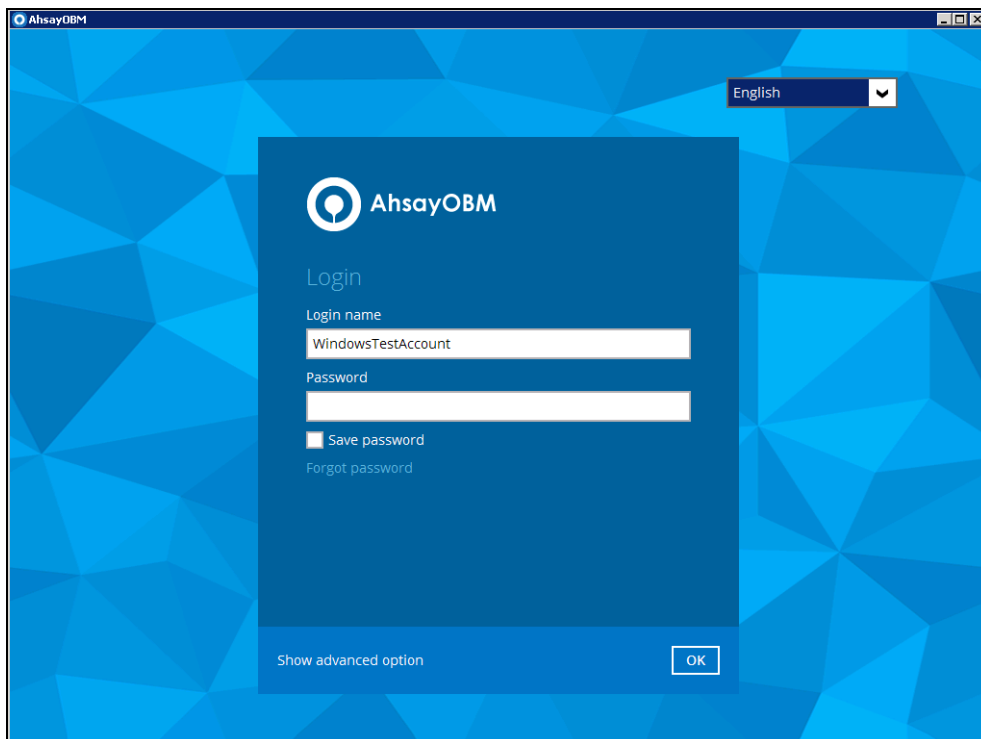 AhsayOBM
English
AhsayOBM
Login
Login name
WindowsTestAccount
Password
Save password
Forgot password
Show advanced option
OK